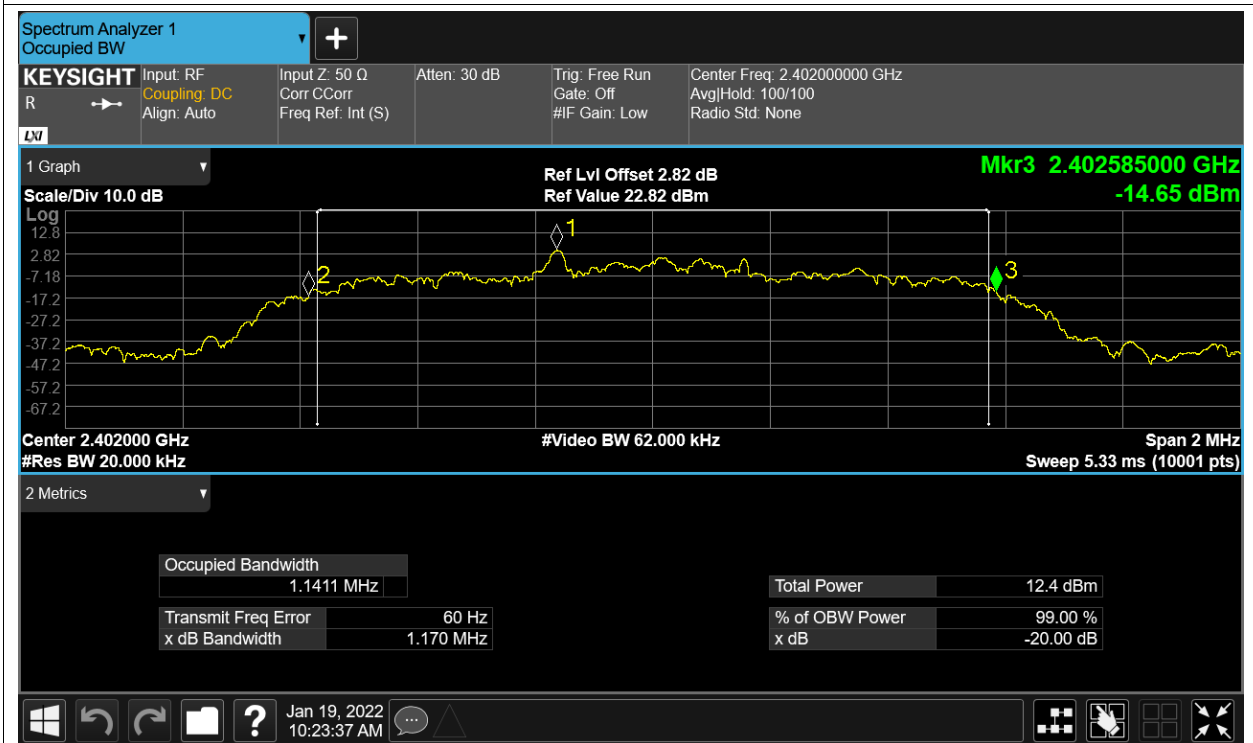 Spectrum Analyzer 1
Occupied BW
KEYSIGHT
R
LXI
Input: RF
Coupling: DC
Align: Auto
Input Z: 50 Ω
Corr CCorr
Freq Ref: Int (S)
Atten: 30 dB
Trig: Free Run
Gate: Off
#IF Gain: Low
Center Freq: 2.402000000 GHz
Avg|Hold: 100/100
Radio Std: None
1 Graph
Scale/Div 10.0 dB
Ref Lvl Offset 2.82 dB
Ref Value 22.82 dBm
Mkr3 2.402585000 GHz
-14.65 dBm
Log
12.8
2.82
-7.18
-17.2
-27.2
-37.2
-47.2
-57.2
-67.2
1
2
3
Center 2.402000 GHz
#Res BW 20.000 kHz
#Video BW 62.000 kHz
Span 2 MHz
Sweep 5.33 ms (10001 pts)
2 Metrics
Occupied Bandwidth
1.1411 MHz
Transmit Freq Error 60 Hz
x dB Bandwidth 1.170 MHz
Total Power 12.4 dBm
% of OBW Power 99.00 %
x dB -20.00 dB
?
Jan 19, 2022
10:23:37 AM